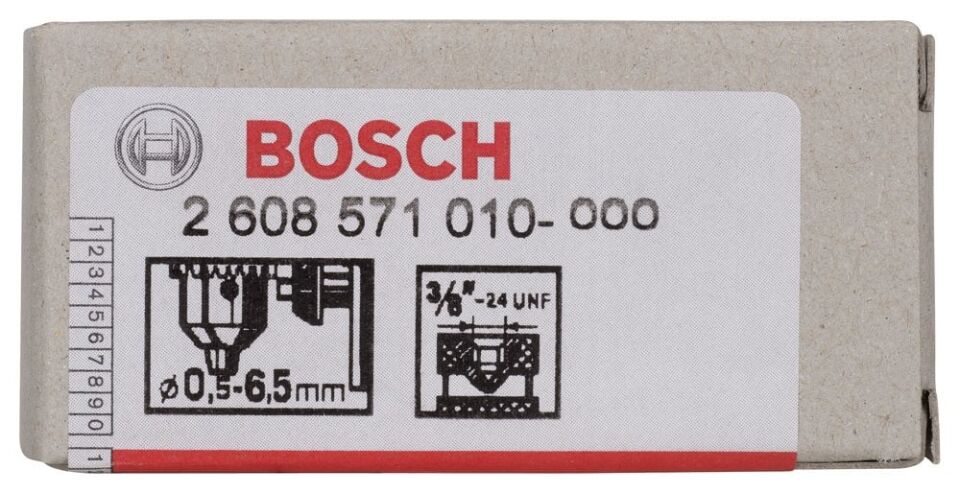 BOSCH
2 608 571 010- 000
ø 0,5-6,5mm
3/8"-24 UNF
1 2 3 4 5 6 7 8 9 0 1